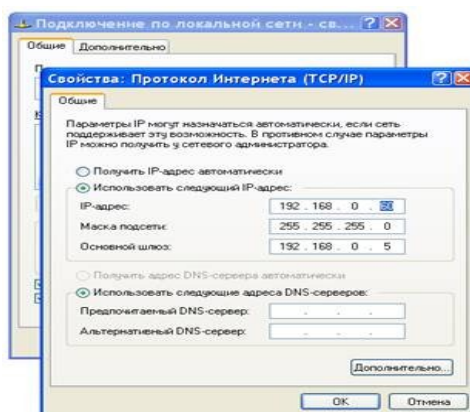 Подключение по локальной сети - св...
Общие
Дополнительно
Свойства: Протокол Интернета (TCP/IP)
Общие
Параметры IP могут назначаться автоматически, если сеть
поддерживает эту возможность. В противном случае параметры
IP можно получить у сетевого администратора.
Получить IP-адрес автоматически
Использовать следующий IP-адрес:
IP-адрес: 192 . 168 . 0 . 60
Маска подсети: 255 . 255 . 255 . 0
Основной шлюз: 192 . 168 . 0 . 5
Получить адрес DNS-сервера автоматически
Использовать следующие адреса DNS-серверов:
Предпочитаемый DNS-сервер: . . .
Альтернативный DNS-сервер: . . .
Дополнительно...
ОК
Отмена